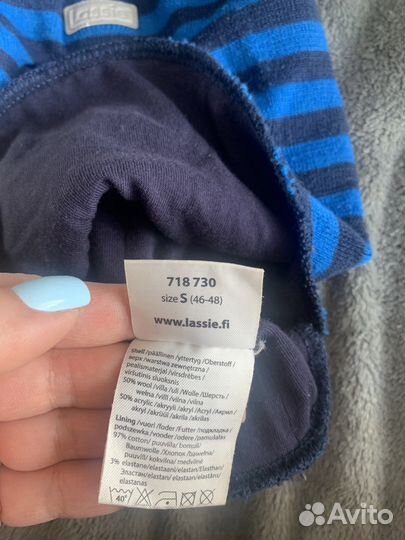 Lassie
718 730
size S (46-48)
www.lassie.fi
shell/päällinen /yttertyg /Oberstoff/
верх/warstwa zewnętrzna /
pealismaterjal /virsdrēbes/
viršutinis sluoksnis
50% wool /villa/ull /Wolle /Шерсть/
wełna /villi /vilna /vilna
50% acrylic /akryyli /akryl /Acryl /Акрил /
akryl /akrüül /akrils /akrilas
Lining /vuori /foder /Futter /подкладка /
podszewka /vooder /odere /pamušalas
97% cotton /puuvilla /bomull/
Baumwolle /Хлопок /bawełna/
puuvill /kokvilna /medvilnė
3% elastane/elastaani/elastan/Elasthan/
Эластан/elastan/elastaan/elastāns/
elastanas
40°
Avito